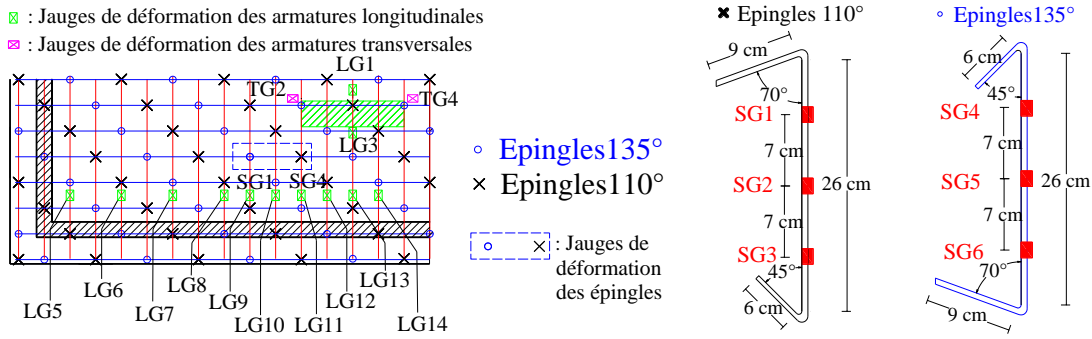 : Jauges de déformation des armatures longitudinales
: Jauges de déformation des armatures transversales
LG1
TG2
TG4
LG3
SG1
SG4
LG5
LG6
LG7
LG8
LG9
LG10
LG11
LG12
LG13
LG14
Epingles135°
Epingles110°
: Jauges de
déformation
des épingles
Epingles 110°
9 cm
70°
SG1
7 cm
SG2
26 cm
7 cm
SG3
45°
6 cm
Epingles135°
6 cm
45°
SG4
7 cm
SG5
26 cm
7 cm
SG6
70°
9 cm